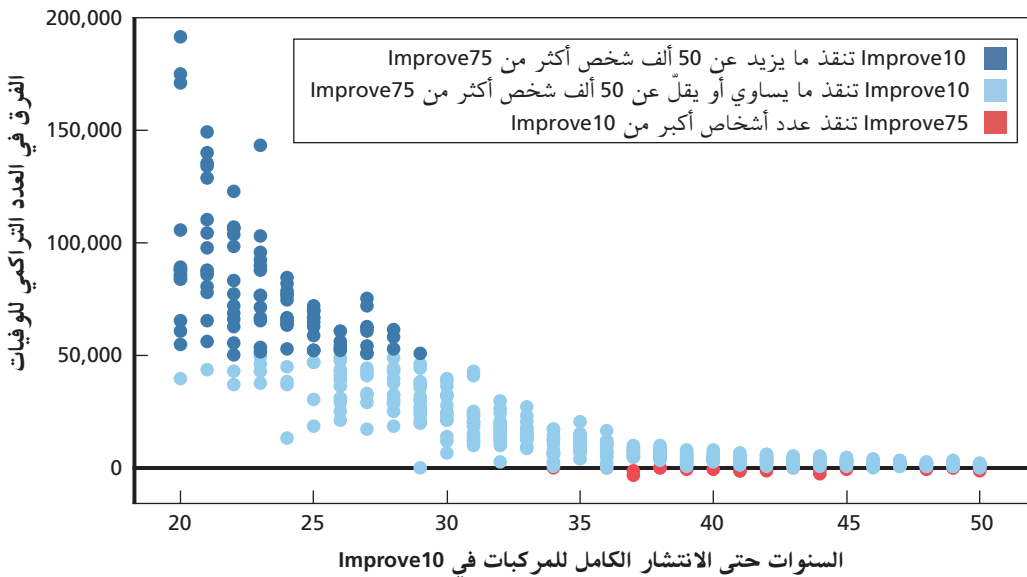 Improve10 تنقذ ما يزيد عن 50 ألف شخص أكثر من Improve75
Improve10 تنقذ ما يساوي أو يقلّ عن 50 ألف شخص أكثر من Improve75
Improve75 تنقذ عدد أشخاص أكبر من Improve10
الفرق في العدد التراكمي للوفيات
200,000
150,000
100,000
50,000
0
20 25 30 35 40 45 50
السنوات حتى الانتشار الكامل للمركبات في Improve10